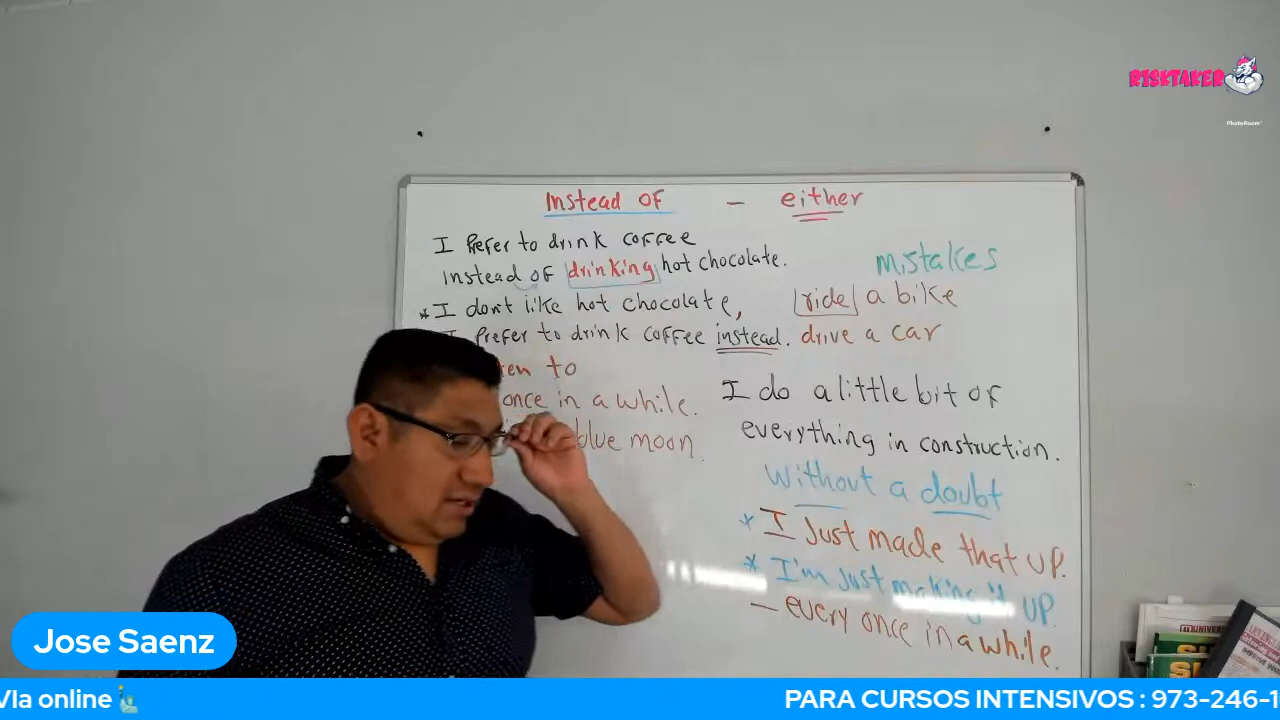 RISKTAKER
PhotoRoom
Instead OF - either
I Prefer to drink coffee
instead OF drinking hot chocolate.
* I don't like hot chocolate,
I Prefer to drink coffee instead.
ten to
once in a while.
blue moon.
mistakes
ride a bike
drive a car
I do a little bit of
everything in construction.
without a doubt
* I Just made that UP.
* I'm Just making it UP.
- every once in a while.
Jose Saenz
VIa online
PARA CURSOS INTENSIVOS : 973-246-1